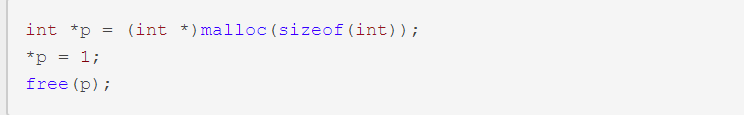 int *p = (int *)malloc(sizeof(int));
*p = 1;
free(p);